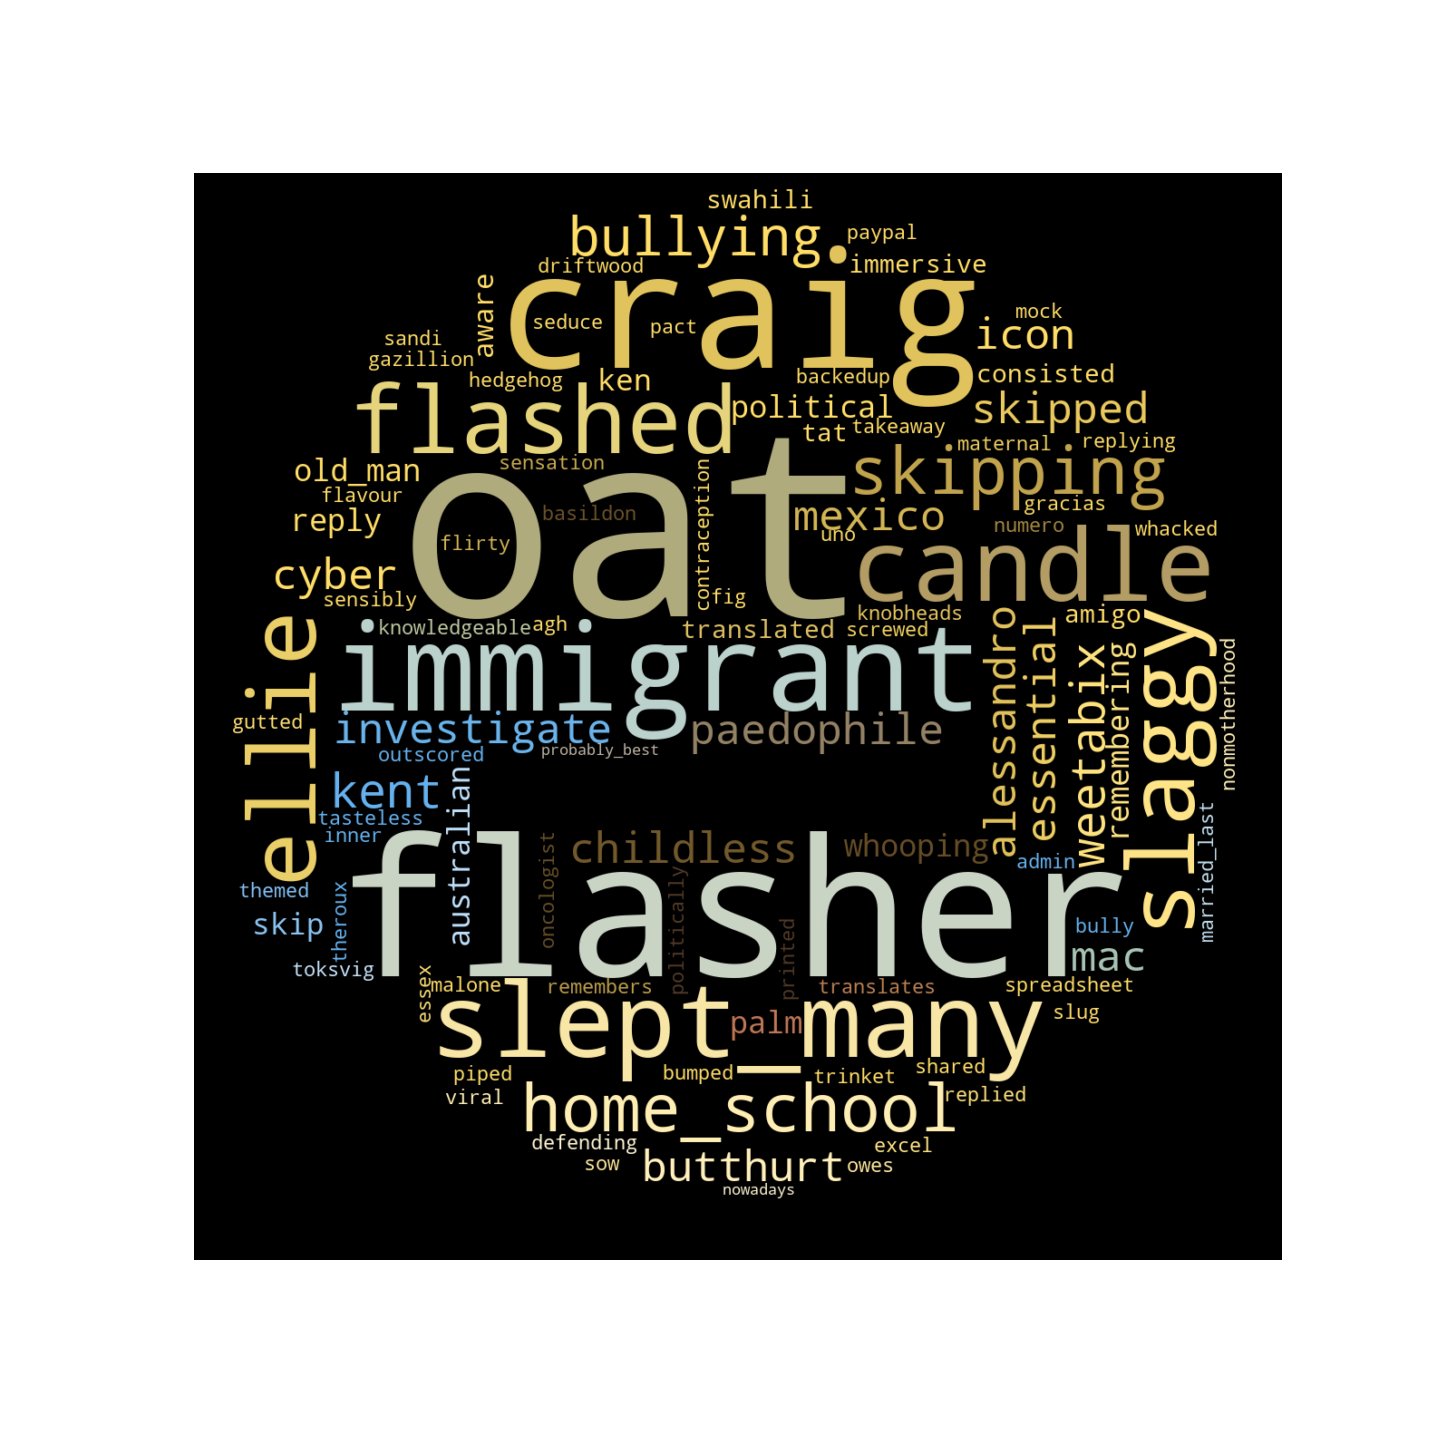 swahili
bullying
paypal
driftwood
immersive
craig
aware
seduce
pact
mock
icon
sandi
gazillion
hedgehog
ken
backedup
consisted
flashed
political
skipped
tat
takeaway
maternal
replying
old_man
sensation
skipping
flavour
oat
contraception
reply
basildon
mexico
gracias
numero
whacked
uno
flirty
candle
cyber
sensibly
fig
knobheads
amigo
knowledgeable
agh
translated
screwed
ellie
immigrant
alessandro
essential
weetabix
remembering
slaggy
nonmotherhood
gutted
investigate
paedophile
outscored
probably_best
kent
australian
tasteless
inner
childless
whooping
married_last
oncologist
admin
themed
theroux
flasher
politically
printed
skip
bully
toksvig
mac
essex
malone
remembers
translates
spreadsheet
slept_many
palm
slug
piped
bumped
trinket
shared
viral
home_school
replied
defending
excel
sow
butthurt
owes
nowadays